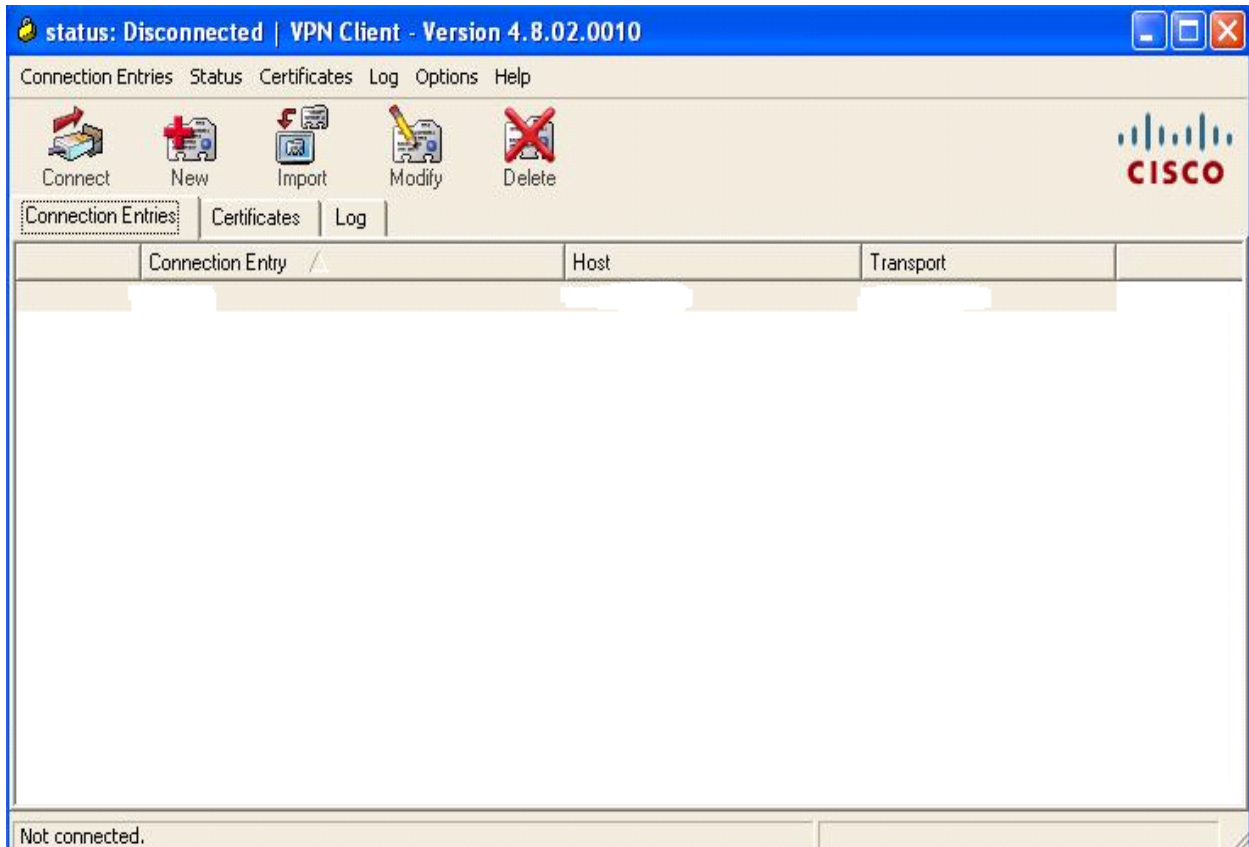 status: Disconnected | VPN Client - Version 4.8.02.0010
Connection Entries Status Certificates Log Options Help
Connect New Import Modify Delete
CISCO
Connection Entries Certificates Log
Connection Entry Host Transport
Not connected.